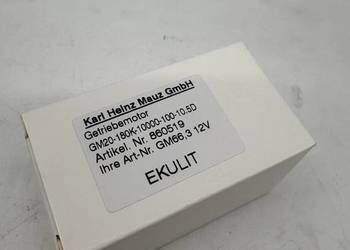 Karl Heinz Mauz GmbH
Getriebemotor
GM20-180K-10000-100-10.5D
Artikel. Nr. 860519
Ihre Art-Nr. GM66,3 12V
EKULIT